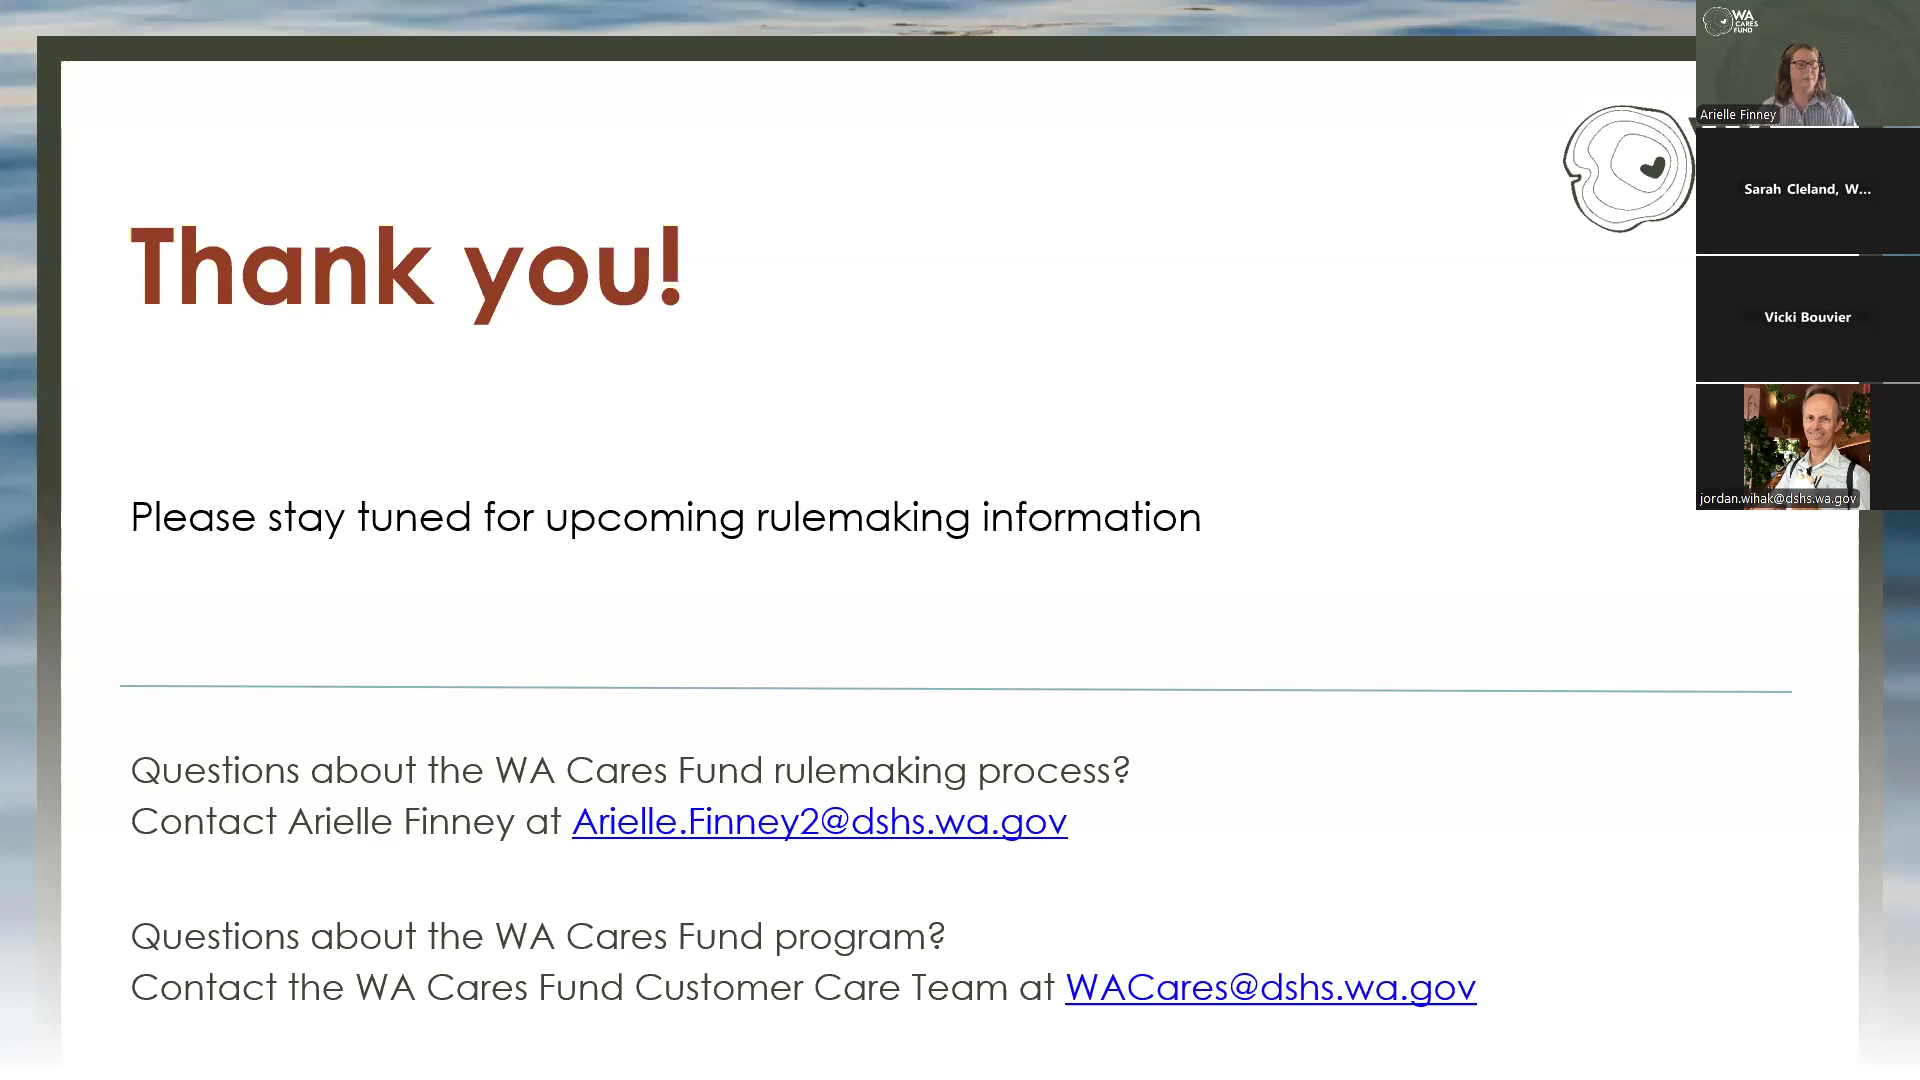 Thank you!
Please stay tuned for upcoming rulemaking information
Questions about the WA Cares Fund rulemaking process?
Contact Arielle Finney at Arielle.Finney2@dshs.wa.gov
Questions about the WA Cares Fund program?
Contact the WA Cares Fund Customer Care Team at WACares@dshs.wa.gov
WA
CARES
FUND
Arielle Finney
Sarah Cleland, W...
Vicki Bouvier
jordan.wihak@dshs.wa.gov